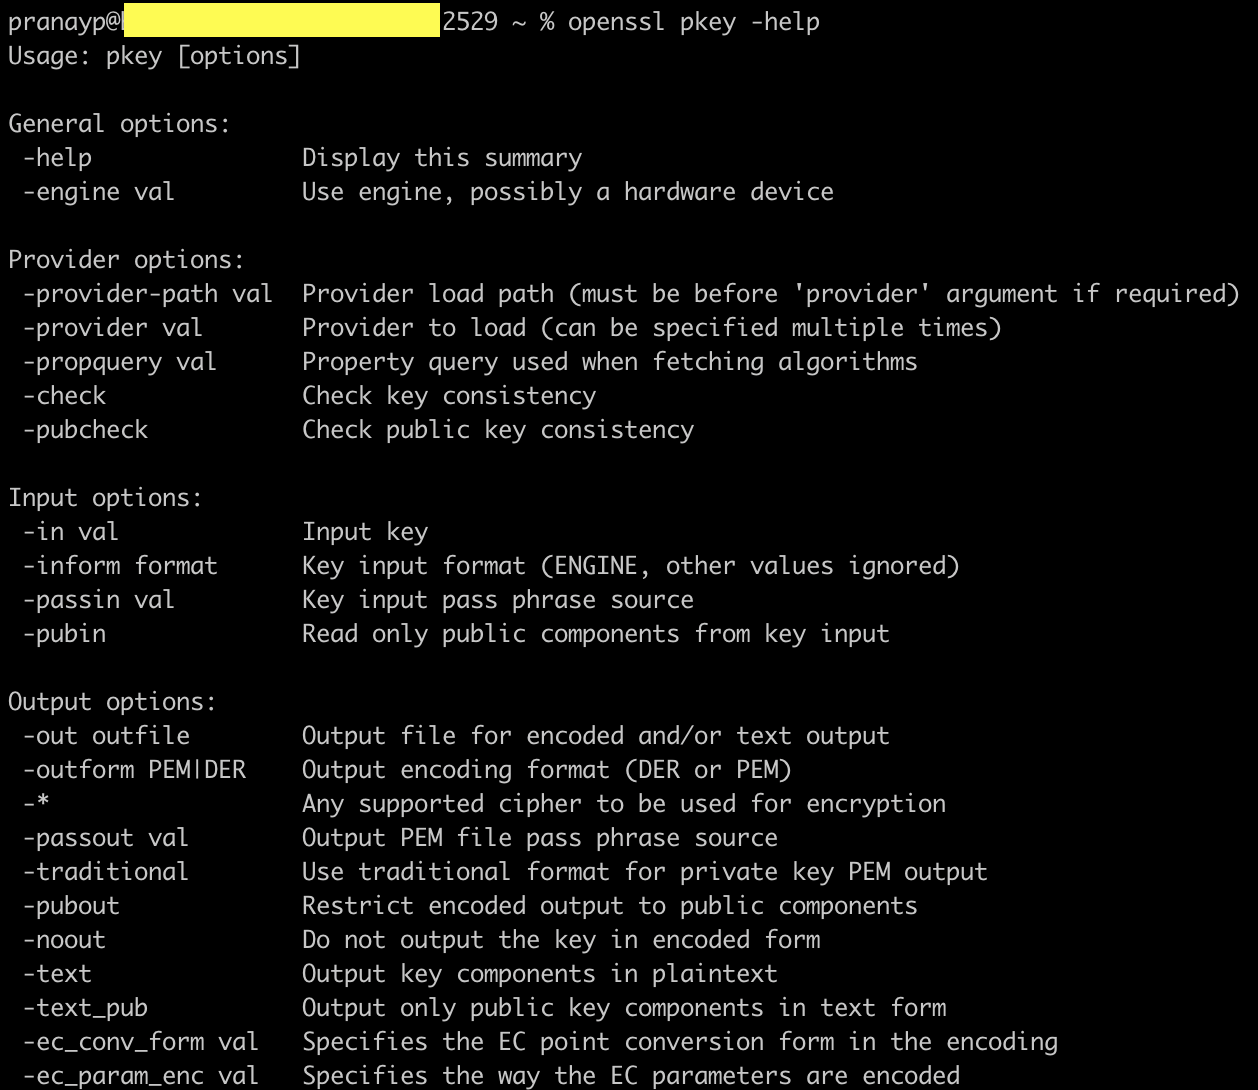 pranayp@ 2529 ~ % openssl pkey -help
Usage: pkey [options]
General options:
-help Display this summary
-engine val Use engine, possibly a hardware device
Provider options:
-provider-path val Provider load path (must be before 'provider' argument if required)
-provider val Provider to load (can be specified multiple times)
-propquery val Property query used when fetching algorithms
-check Check key consistency
-pubcheck Check public key consistency
Input options:
-in val Input key
-inform format Key input format (ENGINE, other values ignored)
-passin val Key input pass phrase source
-pubin Read only public components from key input
Output options:
-out outfile Output file for encoded and/or text output
-outform PEM|DER Output encoding format (DER or PEM)
-* Any supported cipher to be used for encryption
-passout val Output PEM file pass phrase source
-traditional Use traditional format for private key PEM output
-pubout Restrict encoded output to public components
-noout Do not output the key in encoded form
-text Output key components in plaintext
-text_pub Output only public key components in text form
-ec_conv_form val Specifies the EC point conversion form in the encoding
-ec_param_enc val Specifies the way the EC parameters are encoded